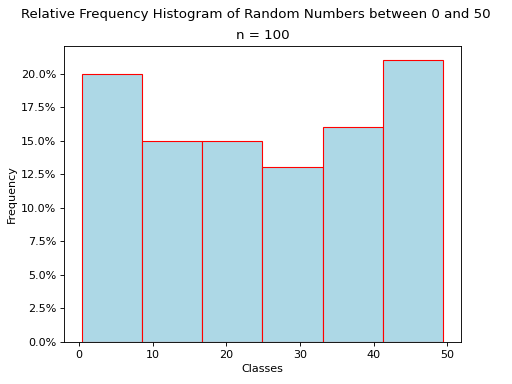 Relative Frequency Histogram of Random Numbers between 0 and 50
n = 100
20.0%
17.5%
15.0%
12.5%
10.0%
7.5%
5.0%
2.5%
0.0%
Frequency
0 10 20 30 40 50
Classes